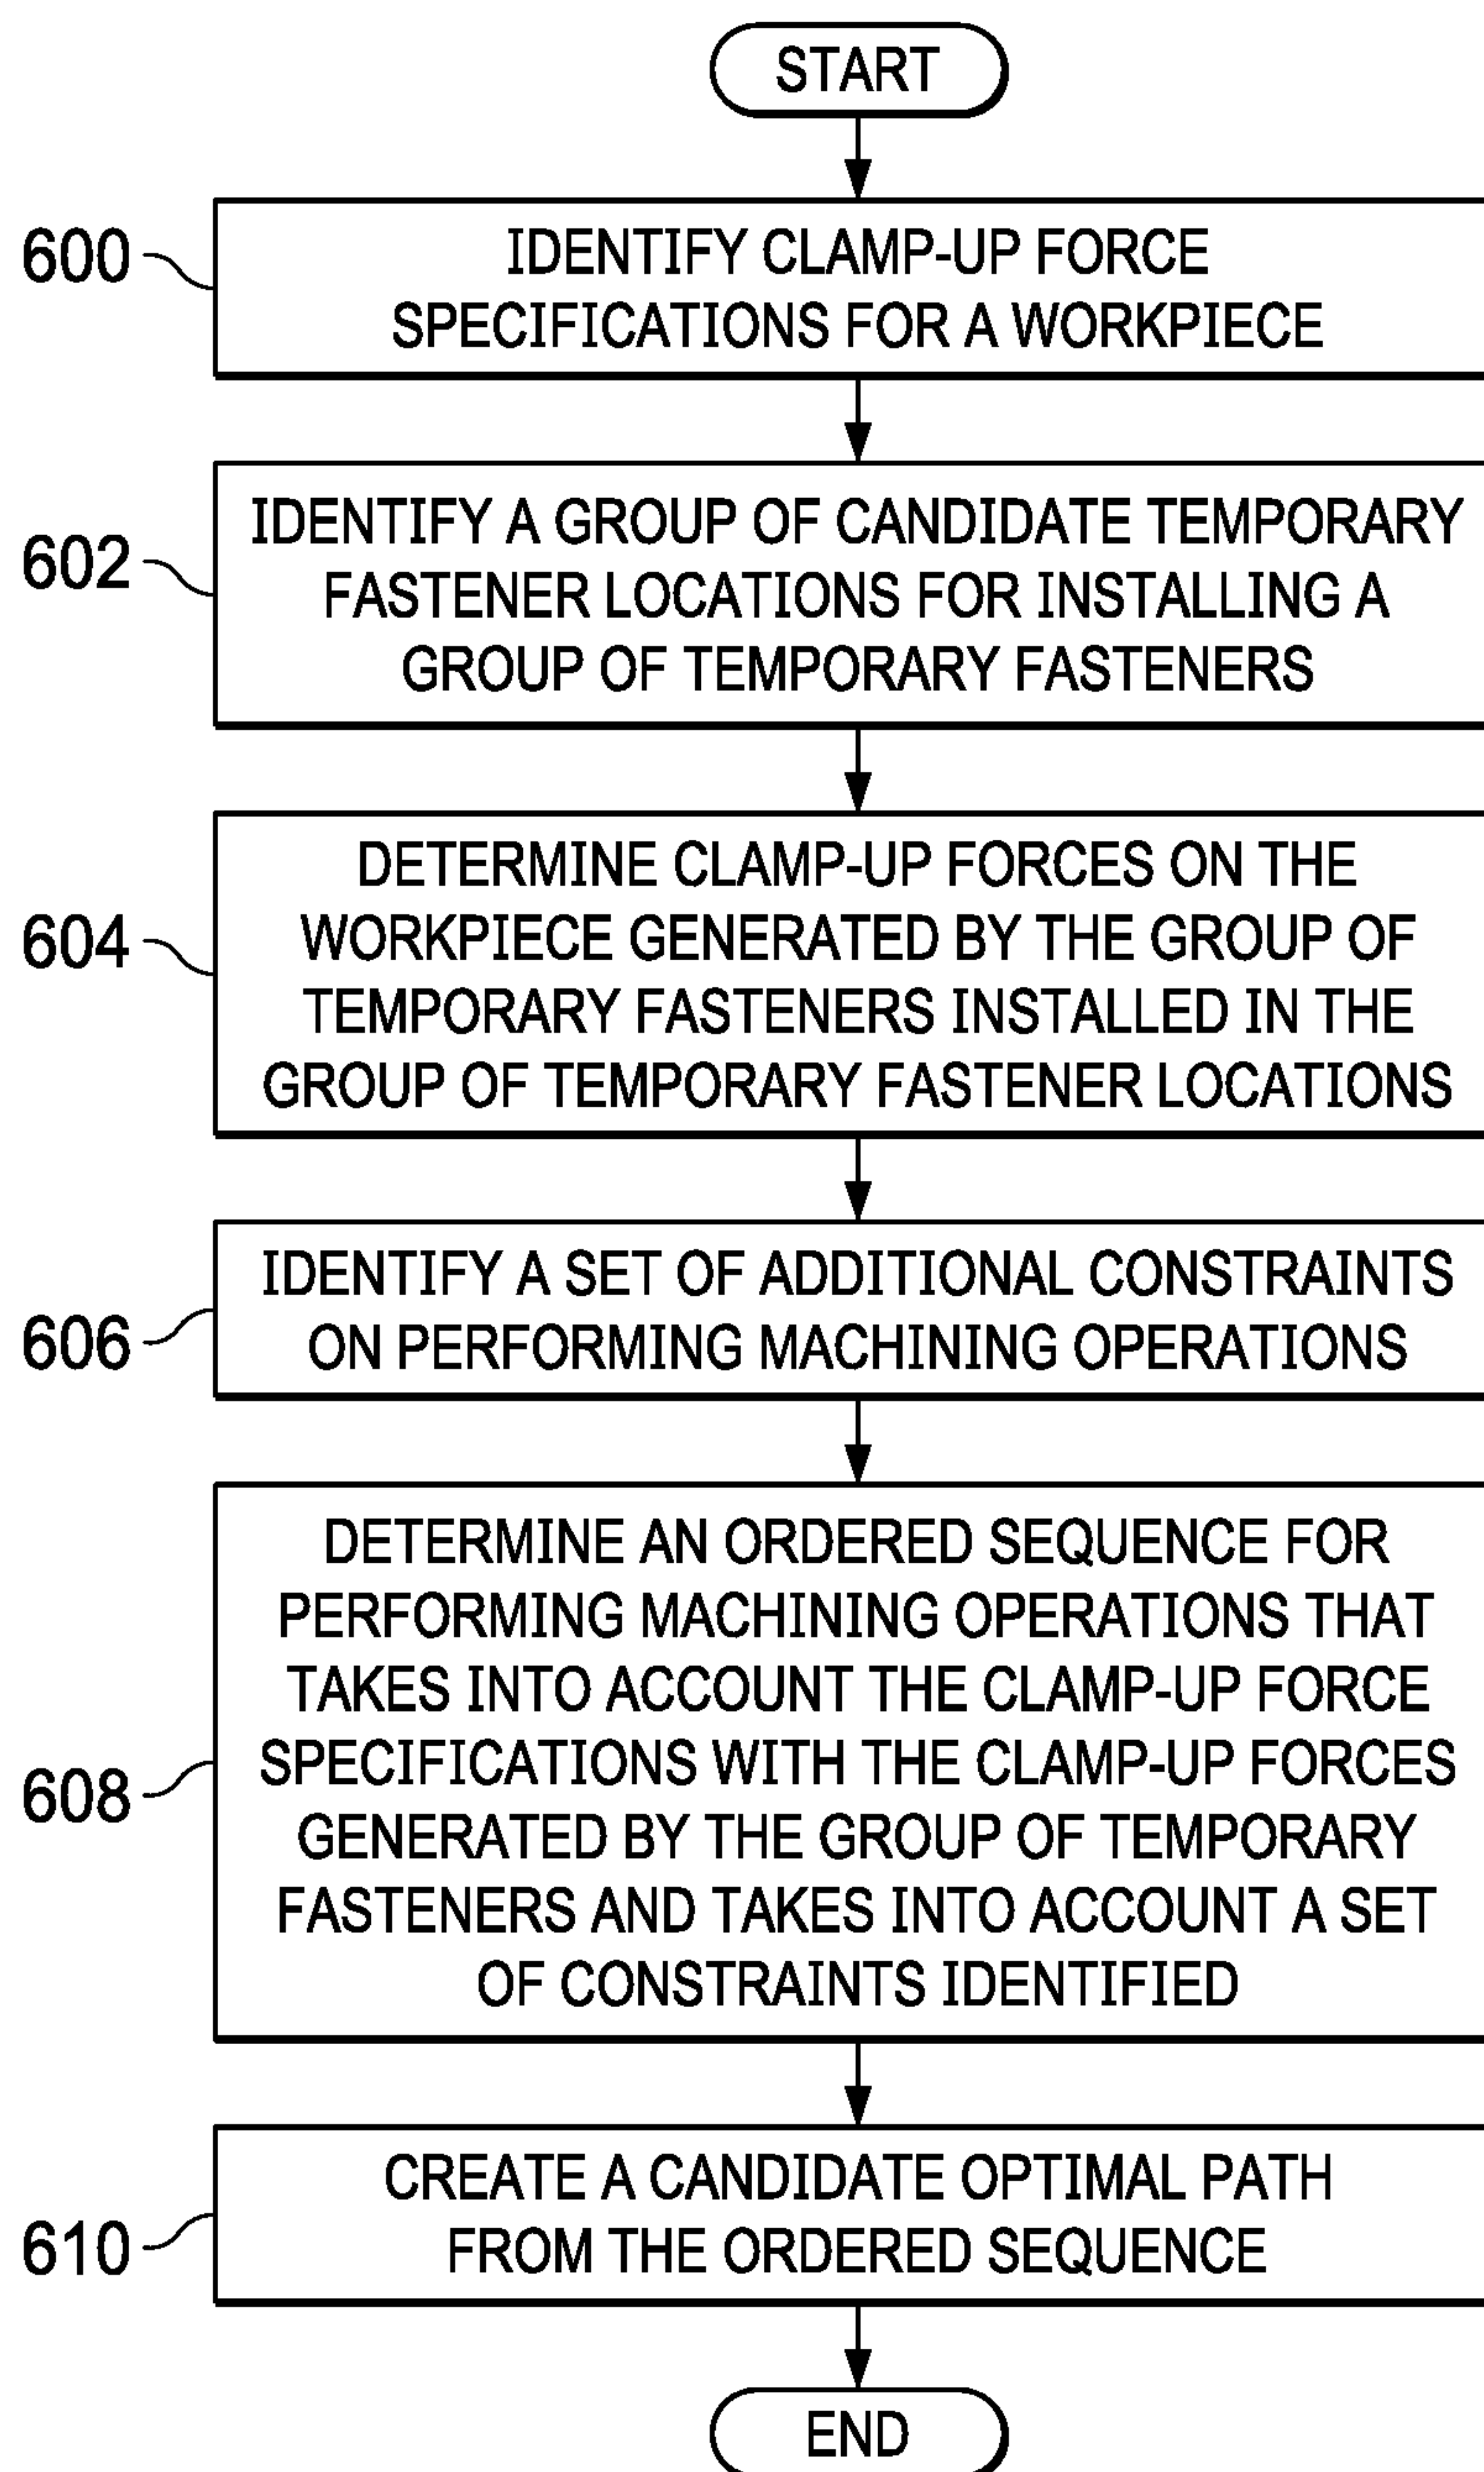 START
600
IDENTIFY CLAMP-UP FORCE
SPECIFICATIONS FOR A WORKPIECE
602
IDENTIFY A GROUP OF CANDIDATE TEMPORARY
FASTENER LOCATIONS FOR INSTALLING A
GROUP OF TEMPORARY FASTENERS
604
DETERMINE CLAMP-UP FORCES ON THE
WORKPIECE GENERATED BY THE GROUP OF
TEMPORARY FASTENERS INSTALLED IN THE
GROUP OF TEMPORARY FASTENER LOCATIONS
606
IDENTIFY A SET OF ADDITIONAL CONSTRAINTS
ON PERFORMING MACHINING OPERATIONS
608
DETERMINE AN ORDERED SEQUENCE FOR
PERFORMING MACHINING OPERATIONS THAT
TAKES INTO ACCOUNT THE CLAMP-UP FORCE
SPECIFICATIONS WITH THE CLAMP-UP FORCES
GENERATED BY THE GROUP OF TEMPORARY
FASTENERS AND TAKES INTO ACCOUNT A SET
OF CONSTRAINTS IDENTIFIED
610
CREATE A CANDIDATE OPTIMAL PATH
FROM THE ORDERED SEQUENCE
END